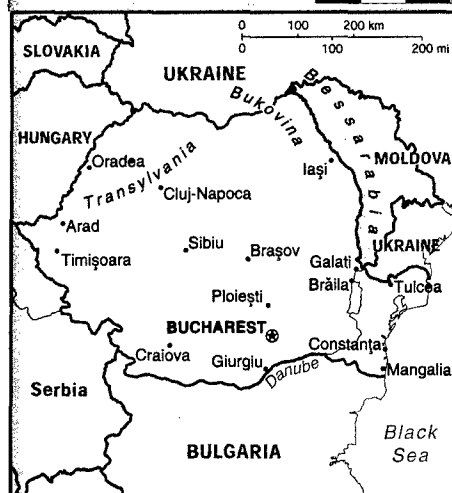 0 100 200 km
0 100 200 mi
SLOVAKIA
UKRAINE
Bessarabia
Bukovina
HUNGARY
Oradea
Transylvania
Iași
MOLDOVA
Cluj-Napoca
Arad
UKRAINE
Timișoara
Sibiu
Brașov
Galati
Brăila
Tulcea
Ploiești
BUCHAREST
Constanța
Craiova
Giurgiu
Danube
Mangalia
Serbia
BULGARIA
Black
Sea